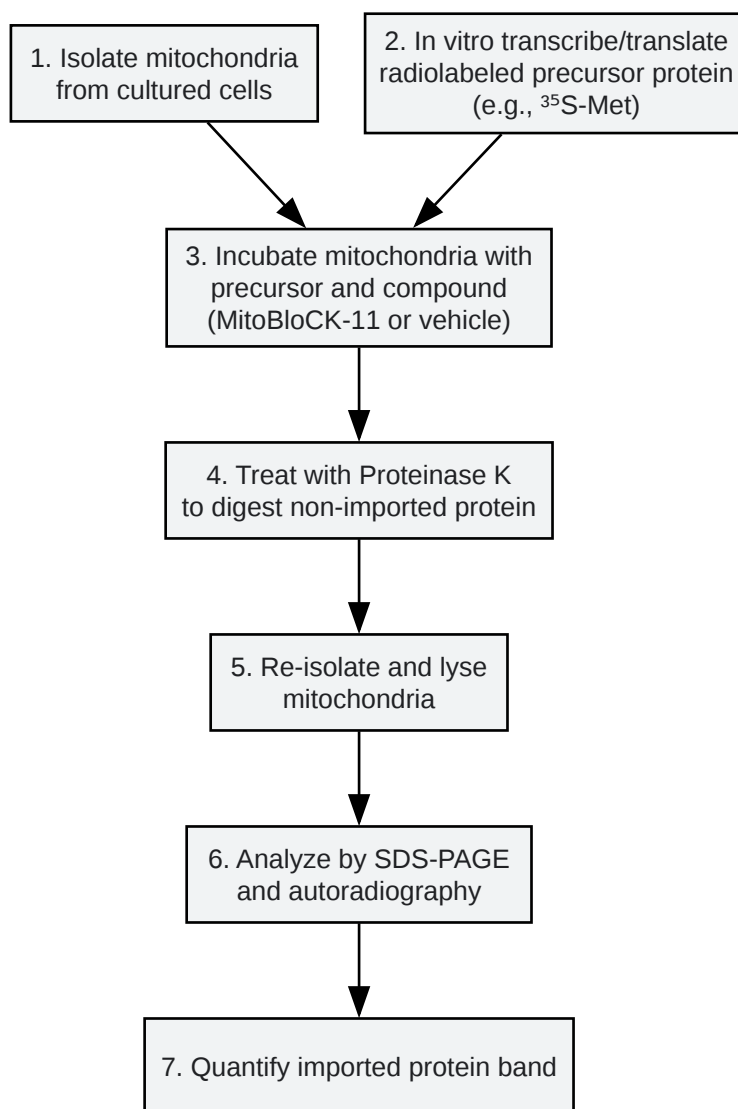 1. Isolate mitochondria
from cultured cells
2. In vitro transcribe/translate
radiolabeled precursor protein
(e.g., ³⁵S-Met)
3. Incubate mitochondria with
precursor and compound
(MitoBloCK-11 or vehicle)
4. Treat with Proteinase K
to digest non-imported protein
5. Re-isolate and lyse
mitochondria
6. Analyze by SDS-PAGE
and autoradiography
7. Quantify imported protein band